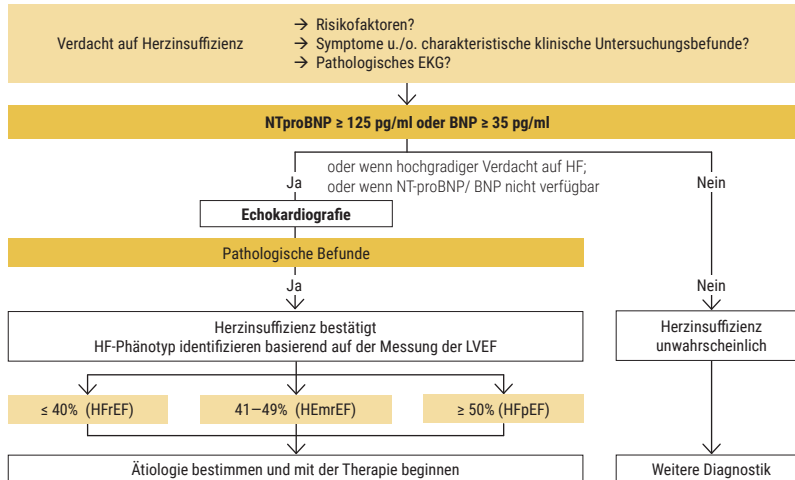 Verdacht auf Herzinsuffizienz
→ Risikofaktoren?
→ Symptome u./o. charakteristische klinische Untersuchungsbefunde?
→ Pathologisches EKG?
NTproBNP ≥ 125 pg/ml oder BNP ≥ 35 pg/ml
oder wenn hochgradiger Verdacht auf HF;
Ja
oder wenn NT-proBNP/ BNP nicht verfügbar
Nein
Echokardiografie
Pathologische Befunde
Ja
Nein
Herzinsuffizienz bestätigt
HF-Phänotyp identifizieren basierend auf der Messung der LVEF
Herzinsuffizienz
unwahrscheinlich
≤ 40% (HFrEF)
41–49% (HEmrEF)
≥ 50% (HFpEF)
Ätiologie bestimmen und mit der Therapie beginnen
Weitere Diagnostik